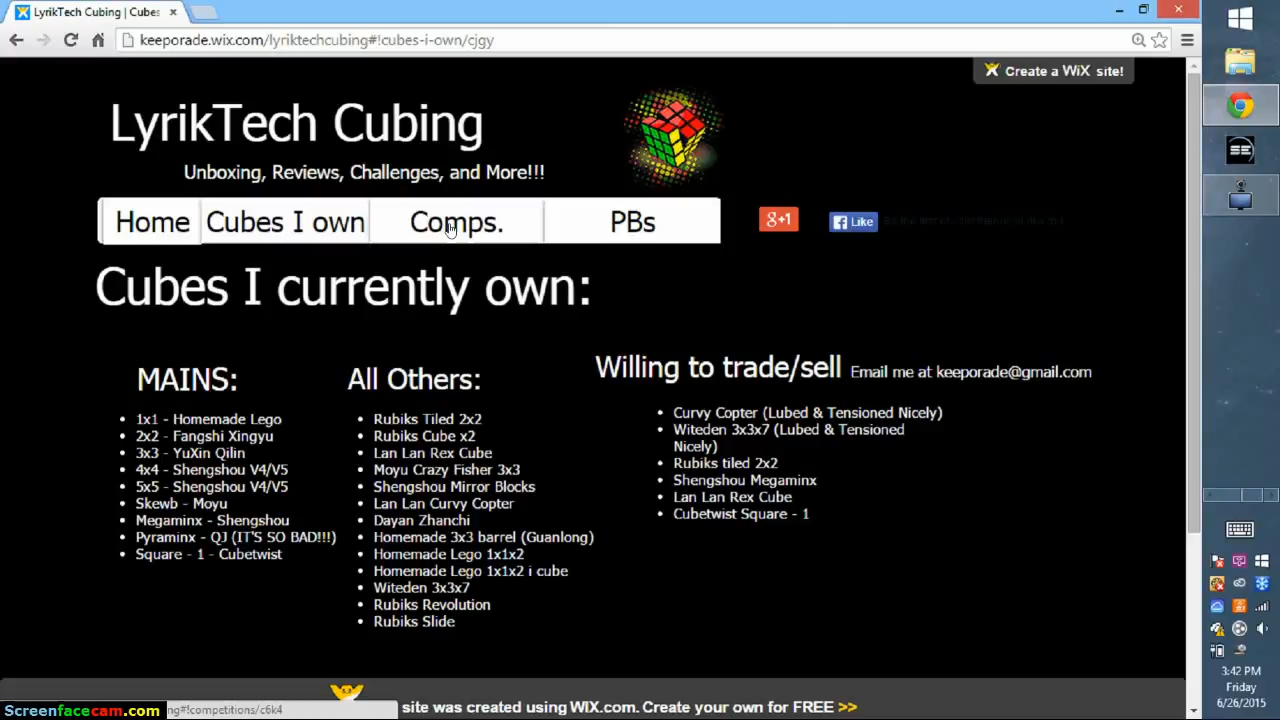 LyrikTech Cubing | Cubes
keeporade.wix.com/lyriktechcubing#!cubes-i-own/cjgy
Create a WiX site!
LyrikTech Cubing
Unboxing, Reviews, Challenges, and More!!!
Home
Cubes I own
Comps.
PBs
g+1
Like
Cubes I currently own:
MAINS:
1x1 - Homemade Lego
2x2 - Fangshi Xingyu
3x3 - YuXin Qilin
4x4 - Shengshou V4/V5
5x5 - Shengshou V4/V5
Skewb - Moyu
Megaminx - Shengshou
Pyraminx - QJ (IT'S SO BAD!!!)
Square - 1 - Cubetwist
All Others:
Rubiks Tiled 2x2
Rubiks Cube x2
Lan Lan Rex Cube
Moyu Crazy Fisher 3x3
Shengshou Mirror Blocks
Lan Lan Curvy Copter
Dayan Zhanchi
Homemade 3x3 barrel (Guanlong)
Homemade Lego 1x1x2
Homemade Lego 1x1x2 i cube
Witeden 3x3x7
Rubiks Revolution
Rubiks Slide
Willing to trade/sell Email me at keeporade@gmail.com
Curvy Copter (Lubed & Tensioned Nicely)
Witeden 3x3x7 (Lubed & Tensioned
Nicely)
Rubiks tiled 2x2
Shengshou Megaminx
Lan Lan Rex Cube
Cubetwist Square - 1
site was created using WIX.com. Create your own for FREE >>
Screenfacecam.com
ng#!competitions/c6k4
SE
3:42 PM
Friday
6/26/2015